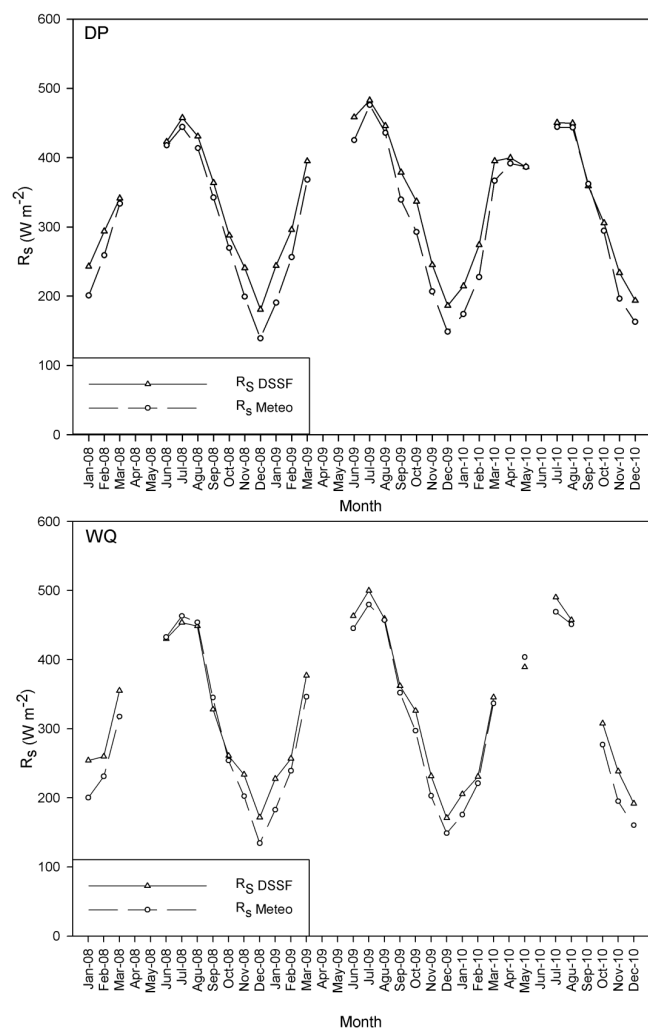 DP
600
500
400
300
200
100
0
R_S (W m⁻²)
R_S DSSF
R_s Meteo
Jan-08
Feb-08
Mar-08
Apr-08
May-08
Jun-08
Jul-08
Agu-08
Sep-08
Oct-08
Nov-08
Dec-08
Jan-09
Feb-09
Mar-09
Apr-09
May-09
Jun-09
Jul-09
Agu-09
Sep-09
Oct-09
Nov-09
Dec-09
Jan-10
Feb-10
Mar-10
Apr-10
May-10
Jun-10
Jul-10
Agu-10
Sep-10
Oct-10
Nov-10
Dec-10
Month
WQ
600
500
400
300
200
100
0
R_S (W m⁻²)
R_S DSSF
R_s Meteo
Jan-08
Feb-08
Mar-08
Apr-08
May-08
Jun-08
Jul-08
Agu-08
Sep-08
Oct-08
Nov-08
Dec-08
Jan-09
Feb-09
Mar-09
Apr-09
May-09
Jun-09
Jul-09
Agu-09
Sep-09
Oct-09
Nov-09
Dec-09
Jan-10
Feb-10
Mar-10
Apr-10
May-10
Jun-10
Jul-10
Agu-10
Sep-10
Oct-10
Nov-10
Dec-10
Month